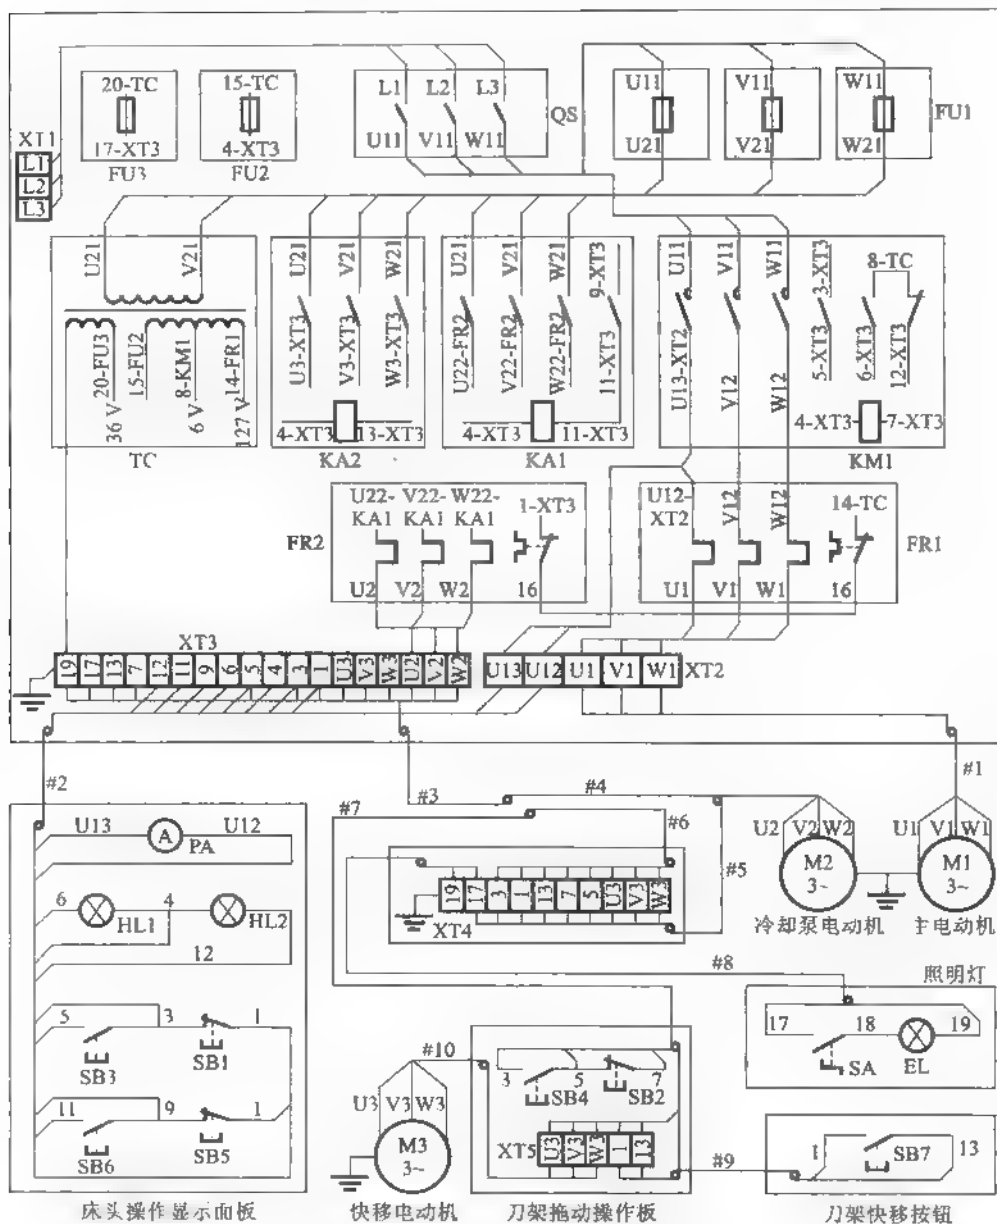 20-TC
17-XT3
FU3
15-TC
4-XT3
FU2
L1 L2 L3
U11 V11 W11
QS
U11 V11 W11
U21 V21 W21
FU1
XT1
L1
L2
L3
U21 V21
20-FU3
15-FU2
8-KM1
14-FR1
36 V
6 V
127 V
TC
U21 V21 W21
U3-XT3
V3-XT3
W3-XT3
4-XT3 13-XT3
KA2
U21 V21 W21
9-XT3
U22-FR2
V22-FR2
W22-FR2
11-XT3
4-XT3 11-XT3
KA1
U11 V11 W11
3-XT3
8-TC
U13-XT2
V12
W12
5-XT3
6-XT3
12-XT3
4-XT3 7-XT3
KM1
FR2
U22-KA1
V22-KA1
W22-KA1
1-XT3
U2 V2 W2 16
U12-XT2
V12
W12
14-TC
U1 V1 W1 16
FR1
XT3
19 17 13 7 12 11 9 6 5 4 3 1 U3 V3 W3 U2 V2 W2
U13 U12 U1 V1 W1
XT2
#2
#3
#4
#1
#7
#6
#5
U13 U12
A
PA
6 4
HL1 HL2
12
5 3 1
SB3 SB1
11 9 1
SB6 SB5
床头操作显示面板
19 17 3 1 13 7 5 U3 V3 W3
XT4
U2 V2 W2
M2
3~
冷却泵电动机
U1 V1 W1
M1
3~
主电动机
#8
照明灯
17 18 19
SA EL
#10
U3 V3 W3
M3
3~
快移电动机
3 5 7
SB4 SB2
XT5
U3 V3 W3 1 13
刀架拖动操作板
#9
1 SB7 13
刀架快移按钮